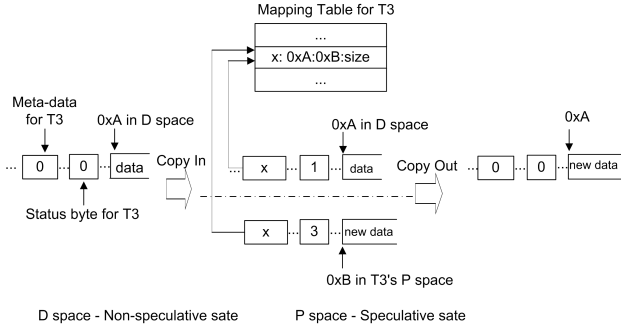 Mapping Table for T3
...
x: 0xA:0xB:size
...
Meta-data
for T3
0xA in D space
0xA in D space
0xA
... 0 ... 0 ... data
Copy In
... x ... 1 ... data
Copy Out
... 0 ... 0 ... new data
Status byte for T3
x ... 3 ... new data
0xB in T3's P space
D space - Non-speculative sate
P space - Speculative sate